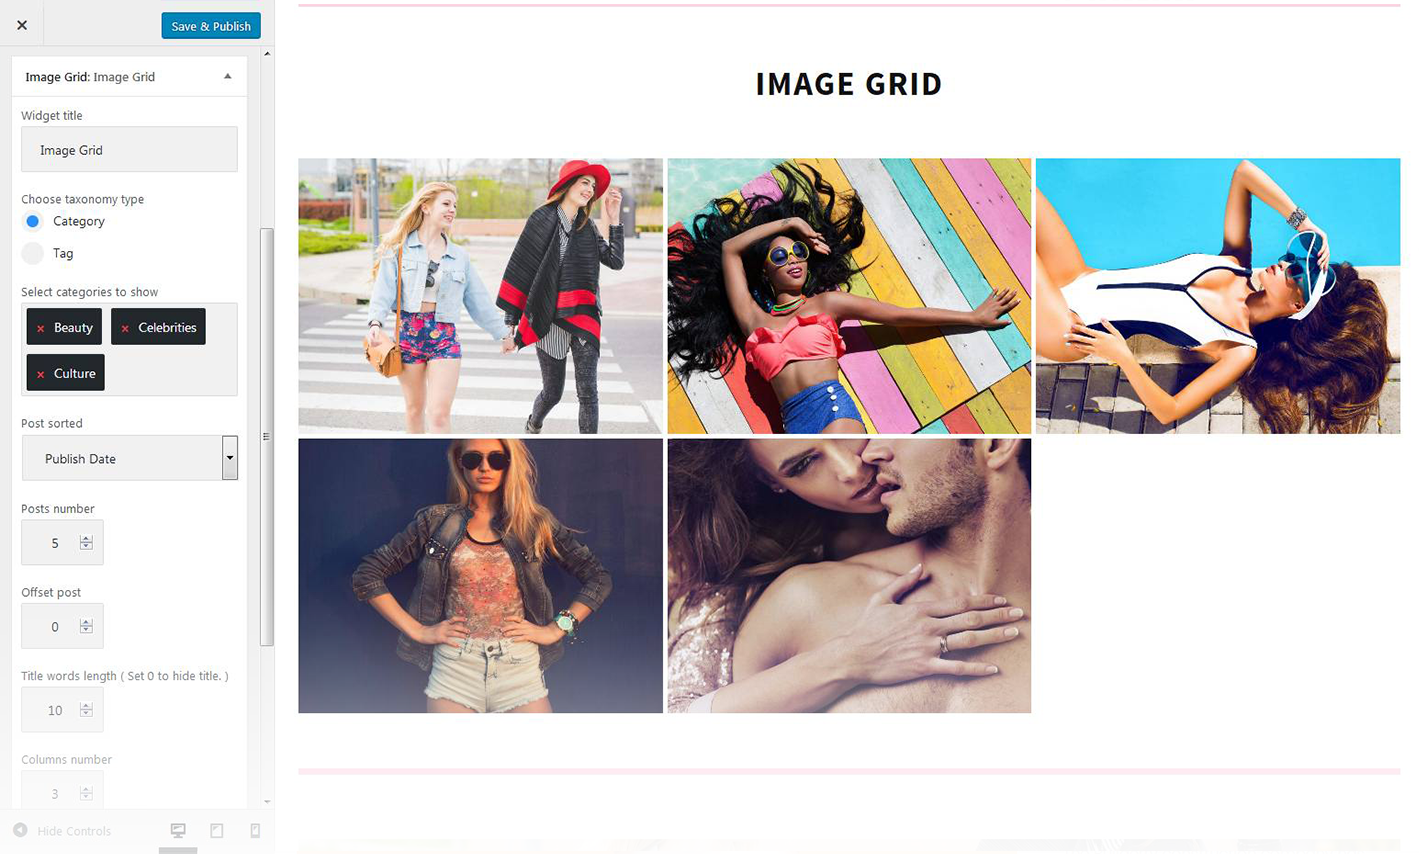 Save & Publish
Image Grid: Image Grid
Widget title
Image Grid
Choose taxonomy type
Category
Tag
Select categories to show
× Beauty × Celebrities
× Culture
Post sorted
Publish Date
Posts number
5
Offset post
0
Title words length ( Set 0 to hide title. )
10
Columns number
3
Hide Controls
IMAGE GRID